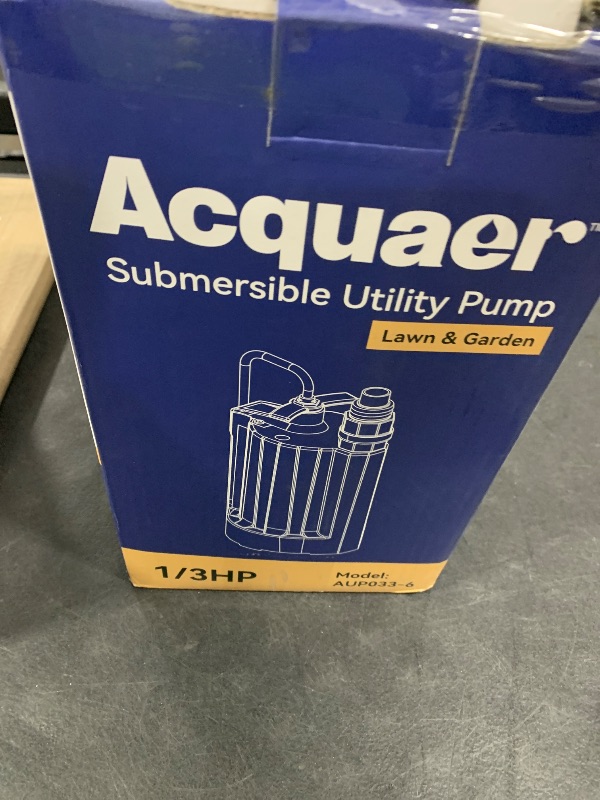 Acquaer™
Submersible Utility Pump
Lawn & Garden
1/3HP
Model:
AUP033-6